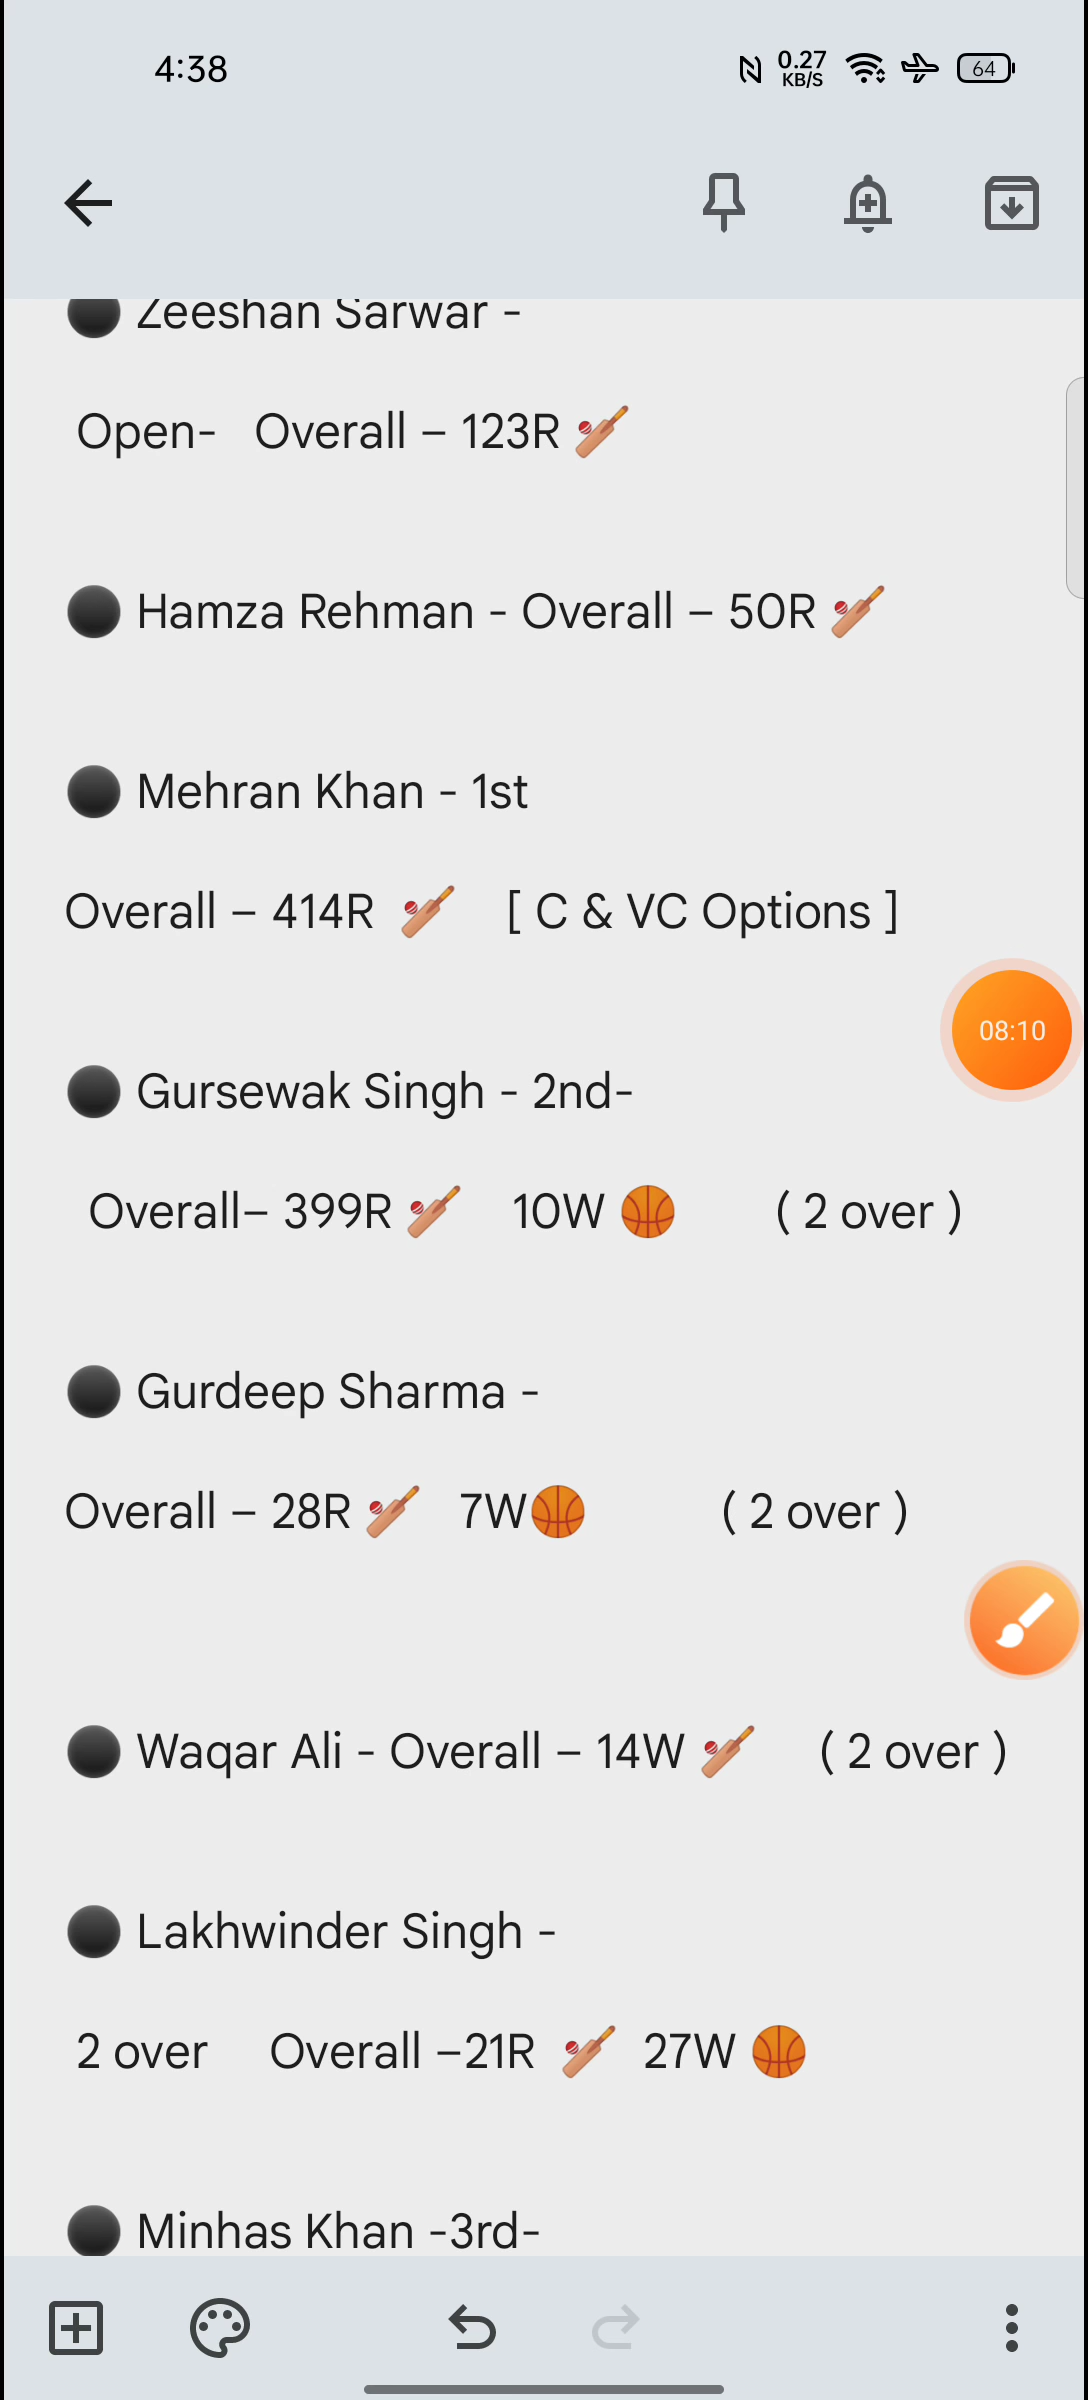 4:38
0.27
KB/S
64
Zeeshan Sarwar -
Open- Overall – 123R 🏏
⚫ Hamza Rehman - Overall – 50R 🏏
⚫ Mehran Khan - 1st
Overall – 414R 🏏 [ C & VC Options ]
08:10
⚫ Gursewak Singh - 2nd-
Overall– 399R 🏏 10W 🏀 ( 2 over )
⚫ Gurdeep Sharma -
Overall – 28R 🏏 7W🏀 ( 2 over )
⚫ Waqar Ali - Overall – 14W 🏏 ( 2 over )
⚫ Lakhwinder Singh -
2 over Overall –21R 🏏 27W 🏀
⚫ Minhas Khan -3rd-